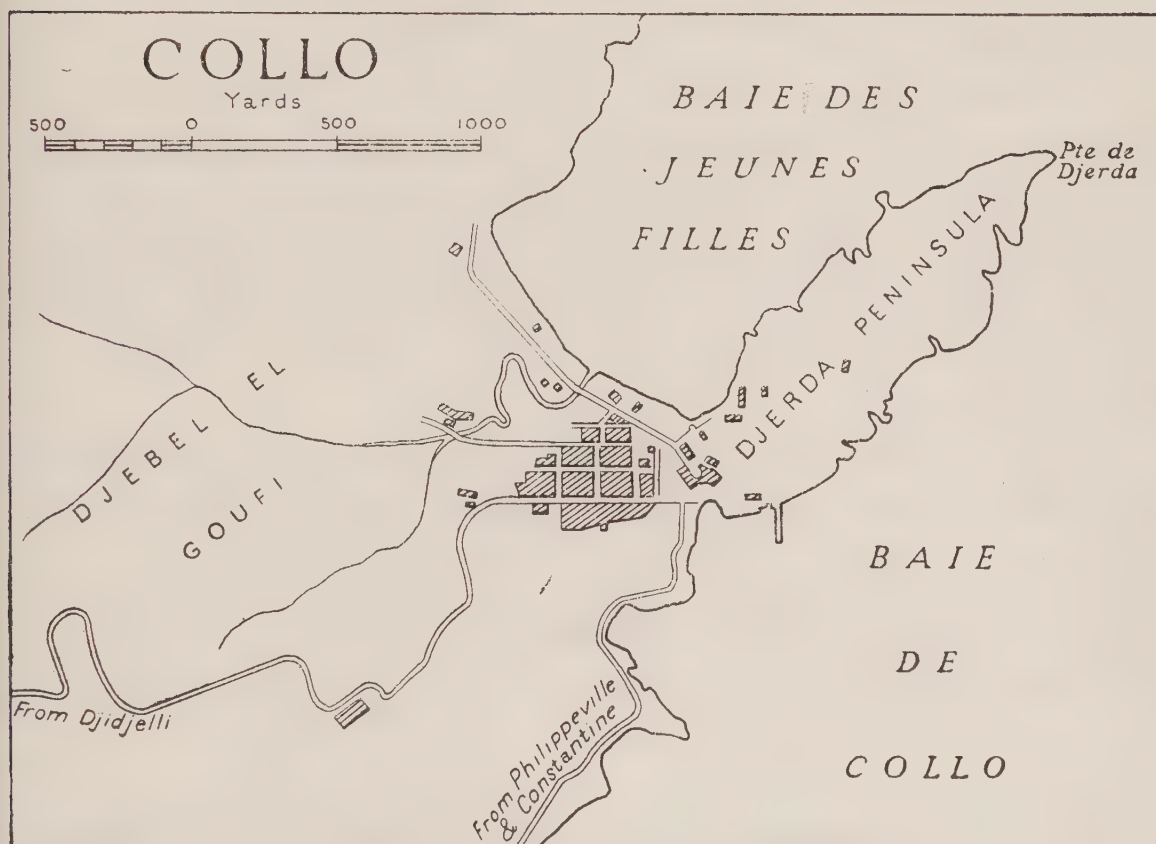 COLLO
Yards
500 0 500 1000
BAIE DES
JEUNES
FILLES
Pte de
Djerda
DJERDA PENINSULA
DJEBEL EL
GOUFI
BAIE
DE
COLLO
From Djidjelli
From Philippeville
& Constantine